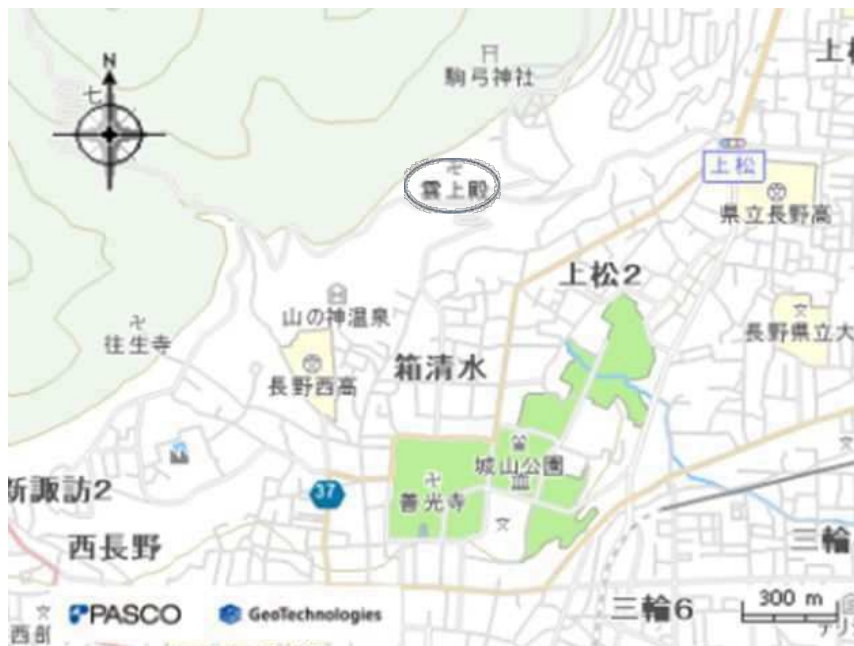 N
七
駒弓神社
雲上殿
上松
県立長野高
上松2
山の神温泉
長野県立大
往生寺
長野西高
箱清水
城山公園
新諏訪2
37
善光寺
西長野
三輪
PASCO
GeoTechnologies
三輪6
300 m
西部